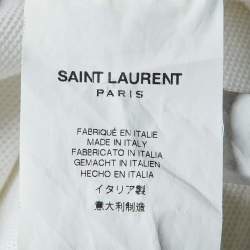 SAINT LAURENT
PARIS
FABRIQUÉ EN ITALIE
MADE IN ITALY
FABBRICATO IN ITALIA
GEMACHT IN ITALIEN
HECHO EN ITALIA
イタリア製
意大利制造